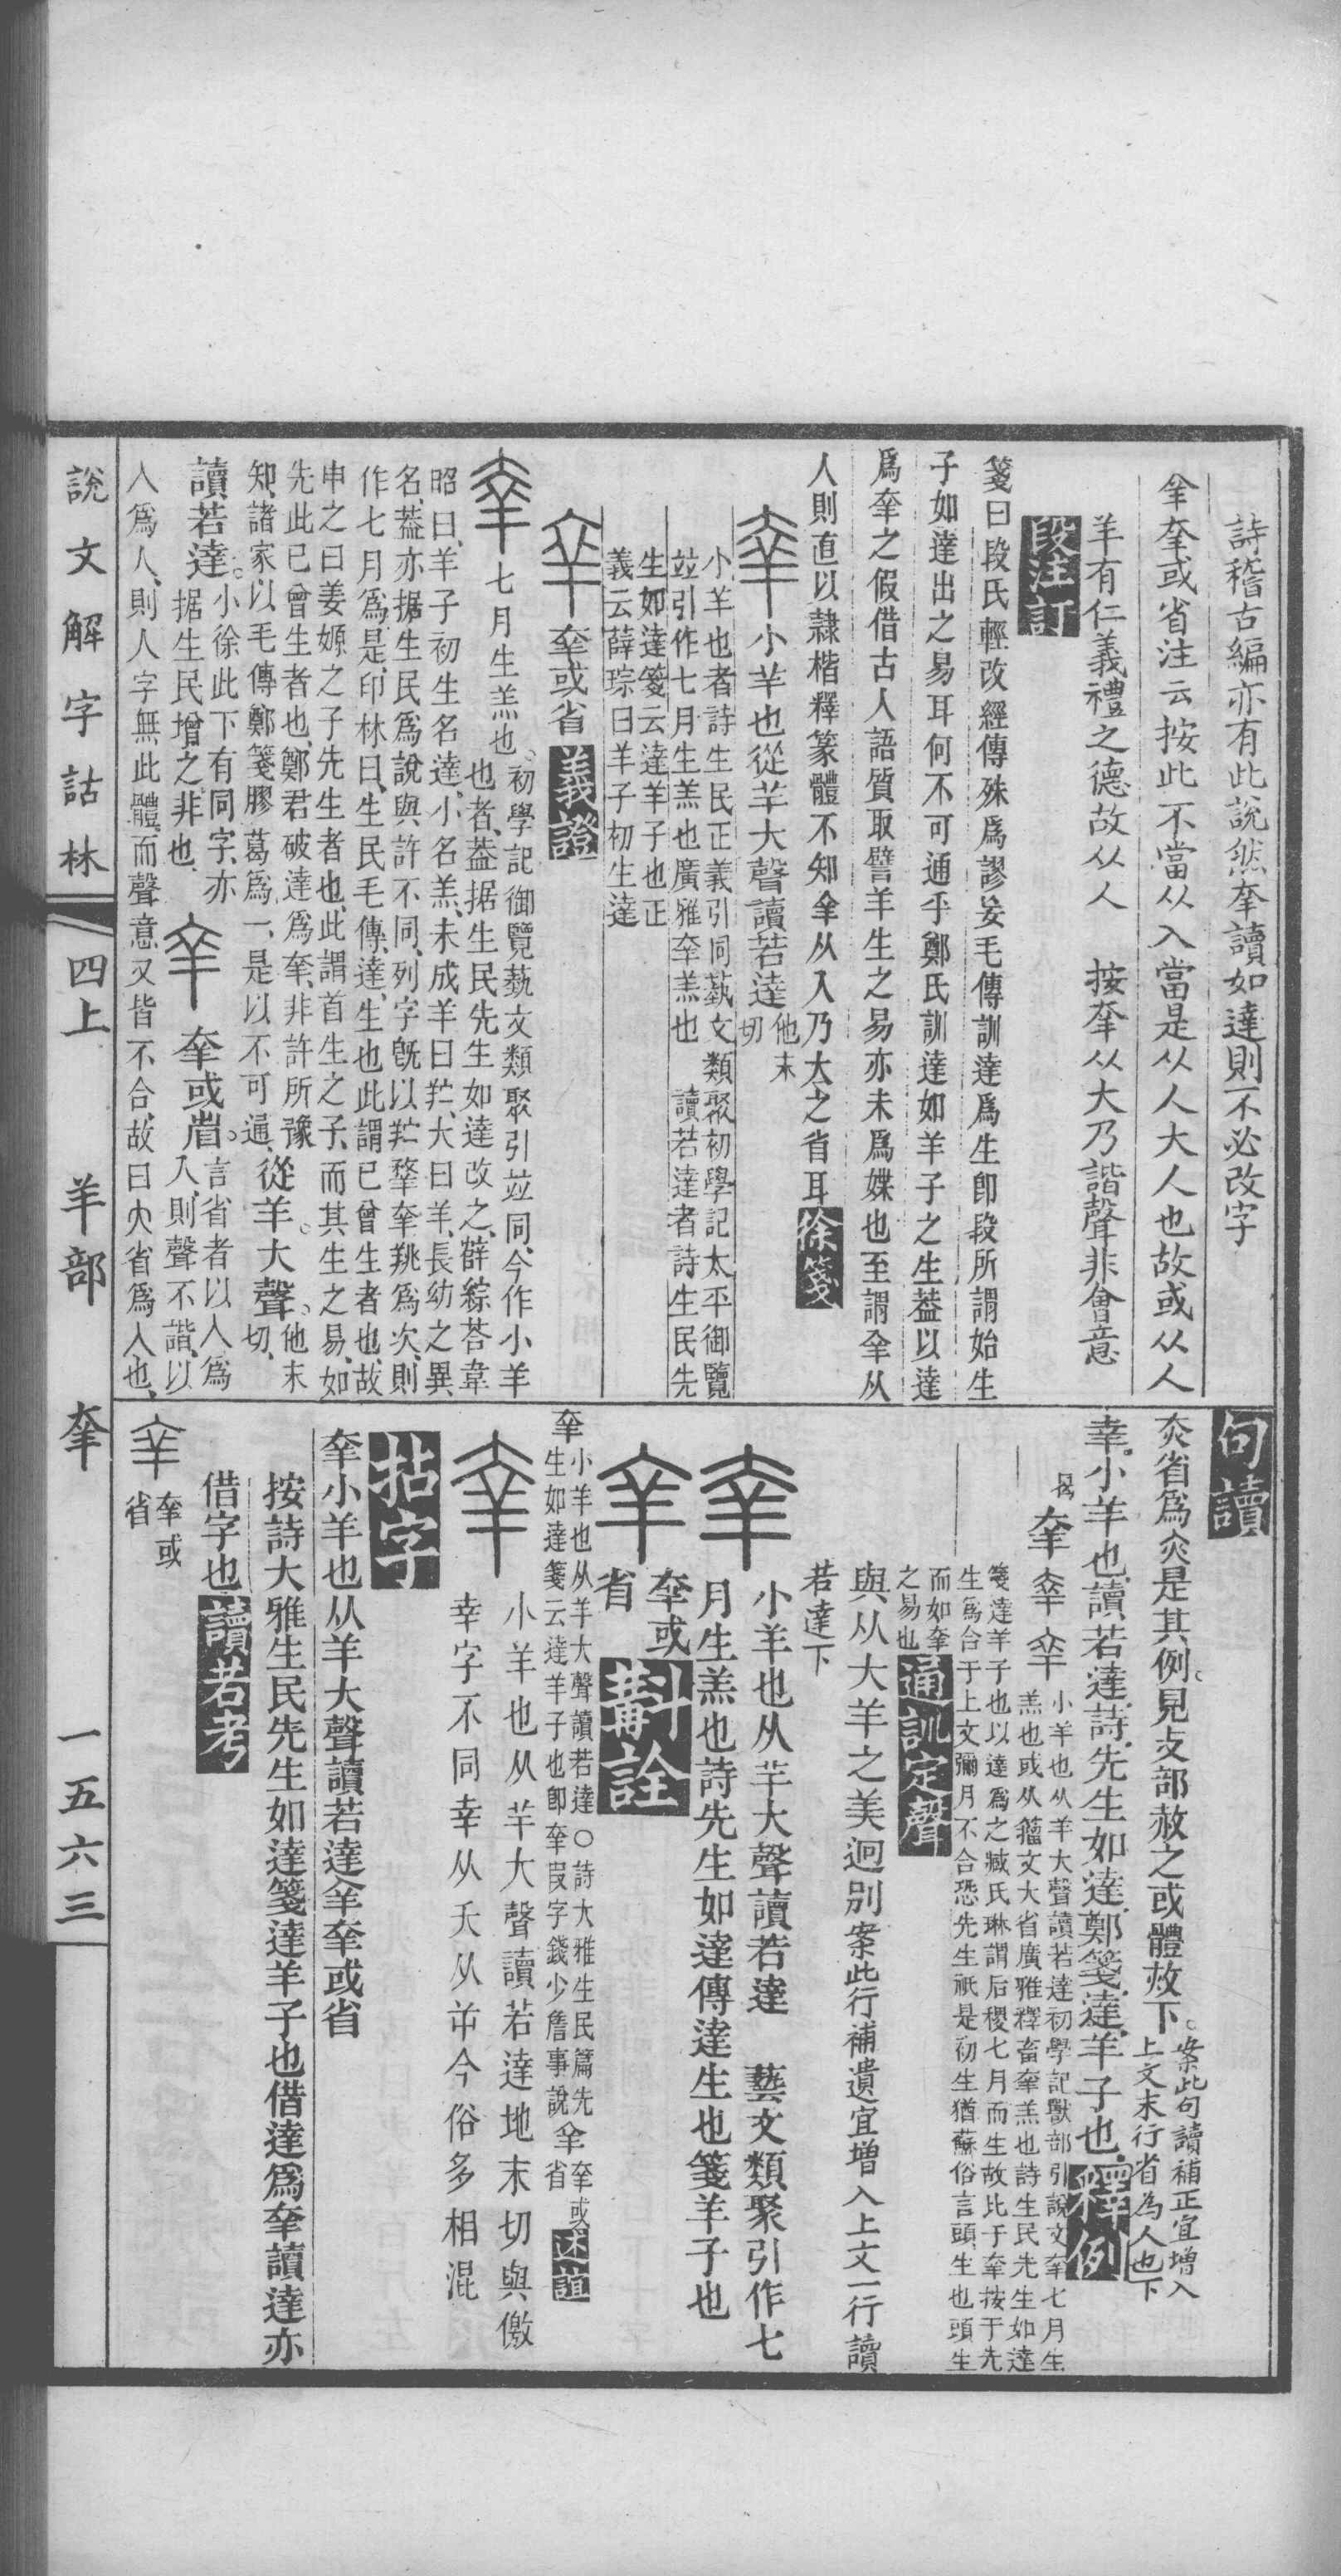 詩稽古編亦有此說然羍讀如達則不必改字
羍或省注云按此不當从入當是从人大人也故或从人
羊有仁義禮之德故从人　按羍从大乃諧聲非會意
段注訂
箋曰段氏輕改經傳殊爲謬妄毛傳訓達爲生卽段所謂始生
子如達出之易耳何不可通乎鄭氏訓達如羊子之生葢以達
爲羍之假借古人語質取譬羊生之易亦未爲媟也至謂𦍒从
人則直以隸楷釋篆體不知𦍒从入乃大之省耳
徐箋
小羊也從羊大聲讀若達他末切
小羊也者詩生民正義引同藝文類聚初學記太平御覽
竝引作七月生羔也廣雅羍羔也　讀若達者詩生民先
生如達箋云達羊子也正
義云薛琮曰羊子初生達
羍或省
義證
七月生羔也
初學記御覽藝文類聚引竝同今作小羊
也者葢据生民先生如達改之薛綜荅韋
昭曰羊子初生名達小名羔未成羊曰羜大曰羊長幼之異
名葢亦据生民爲說與許不同列字旣以羜羍羍羠爲次則
作七月爲是印林曰生民毛傳達生也此謂已曾生者也故
申之曰姜嫄之子先生者也此謂首生之子而其生之易如
先此已曾生者也鄭君破達爲羍非許所豫
知諸家以毛傳鄭箋膠葛爲一是以不可通
從羊大聲他末切
讀若達
小徐此下有同字亦
据生民增之非也
羍或省
言省者以入爲
入則聲不諧以
入爲人則人字無此體而聲意又皆不合故曰大省爲人也
句讀
㚔省爲𡗗是其例見攴部赦之或體㚒下
案此句讀補正宜增入
上文末行省為人也下
羍小羊也讀若達詩先生如達鄭箋達羊子也
釋例
羍
小羊也从羊大聲讀若達初學記獸部引說文羍七月生
羔也或从籒文大省廣雅釋畜羍羔也詩生民先生如達
箋達羊子也以達爲之臧氏琳謂后稷七月而生故比于羍按于先
生爲合于上文彌月不合恐先生祇是初生猶蘇俗言頭生也頭生
而如羍
之易也
通訓定聲
與从大羊之美迥別案此行補遺宜增入上文一行讀
若達下
小羊也从羊大聲讀若達　藝文類聚引作七
月生羔也詩先生如達傳達生也箋羊子也
羍或省
斠詮
羍小羊也从羊大聲讀若達〇詩大雅生民篇先
生如達箋云達羊子也卽羍叚字錢少詹事說
𦍒羍或省
述誼
小羊也从羊大聲讀若達地末切與儌
幸字不同幸从夭从屰今俗多相混
拈字
羍小羊也从羊大聲讀若達𦍒羍或省
按詩大雅生民先生如達箋達羊子也借達爲羍讀達亦
借字也
讀若考
羍或省
說文解字詁林
四上　羊部　羍
一五六三